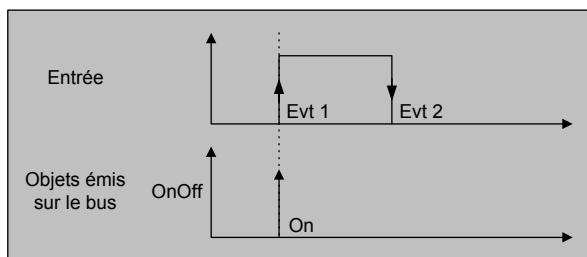 Entrée
Evt 1
Evt 2
Objets émis
sur le bus
OnOff
On